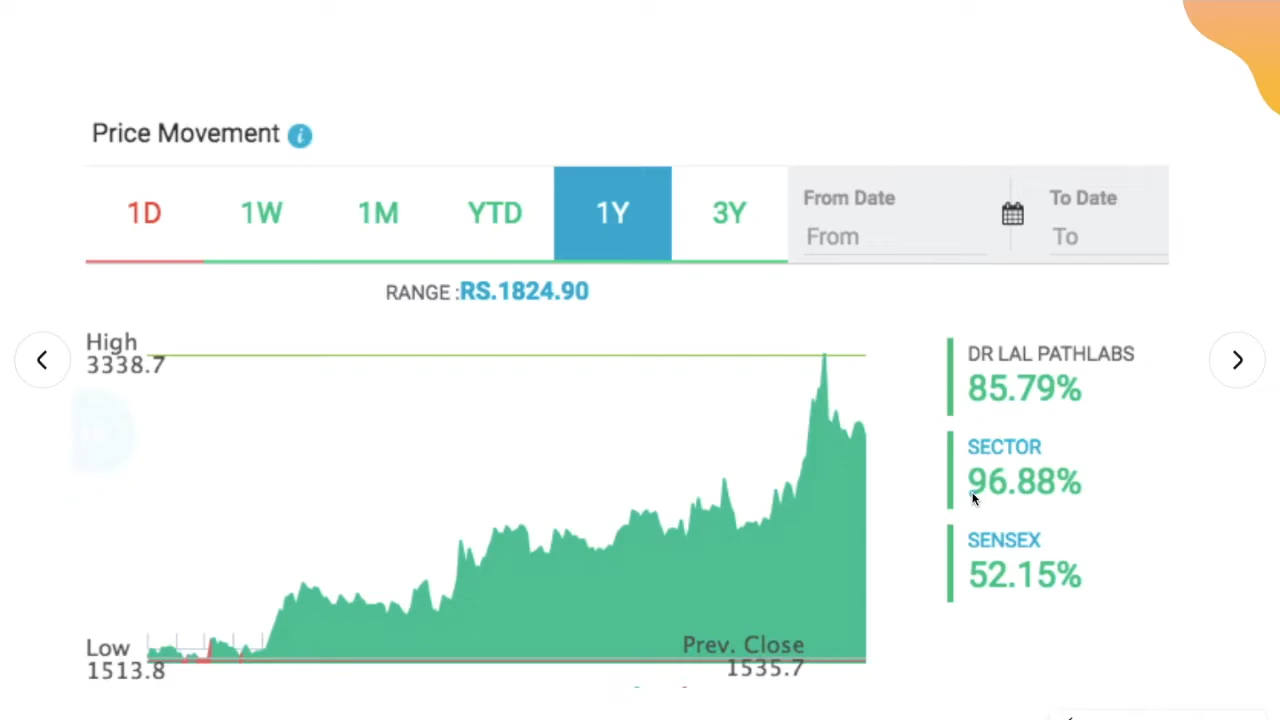 Price Movement i
1D 1W 1M YTD 1Y 3Y
From Date To Date
From To
RANGE :RS.1824.90
High
3338.7
DR LAL PATHLABS
85.79%
SECTOR
96.88%
SENSEX
52.15%
Low
1513.8
Prev. Close
1535.7